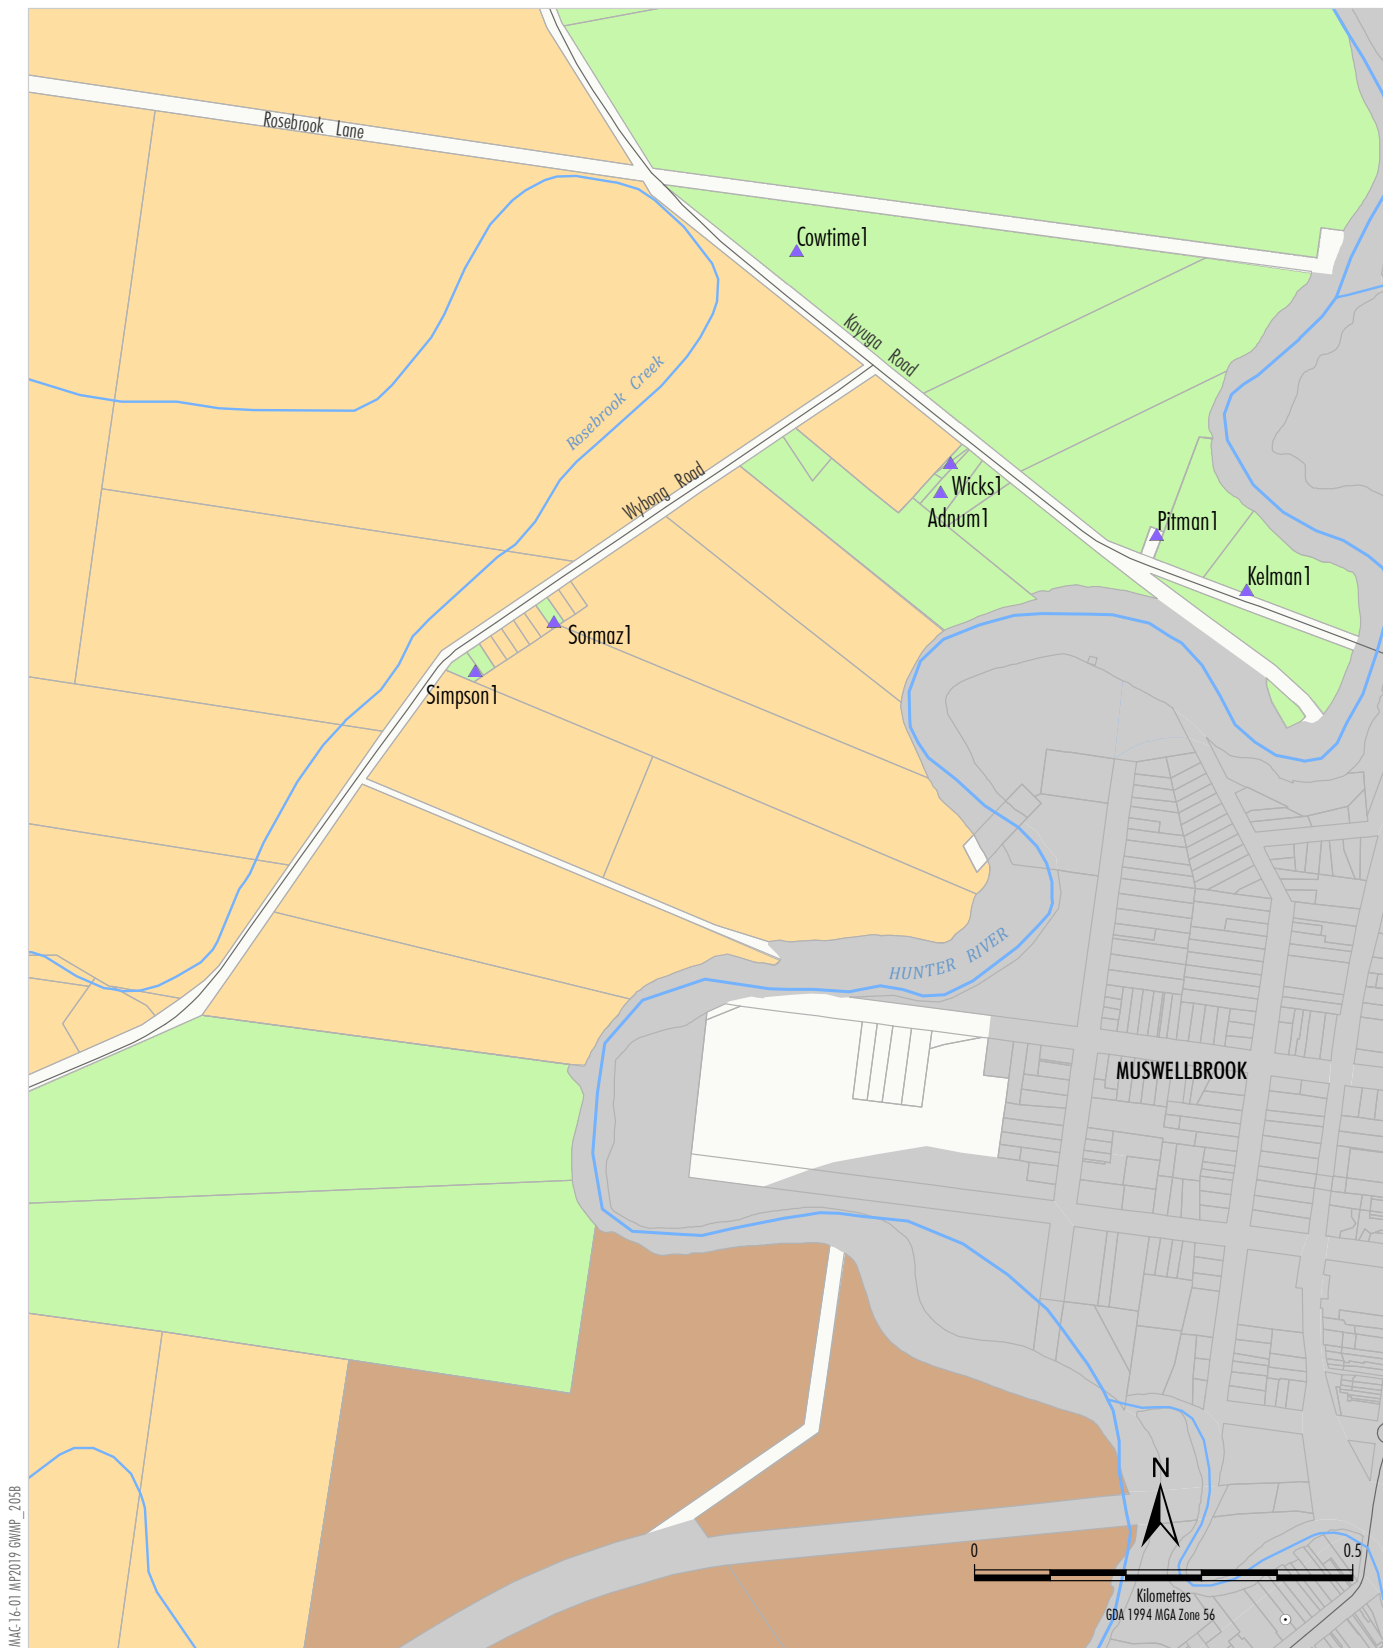 Rosebrook Lane
Cowtime1
Kayuga Road
Rosebrook Creek
Wybong Road
Wicks1
Adnum1
Pitman1
Kelman1
Sormaz1
Simpson1
HUNTER RIVER
MUSWELLBROOK
N
0 0.5
Kilometres
GDA 1994 MGA Zone 56
MAC-16-01 MP2019 GWMP_205B